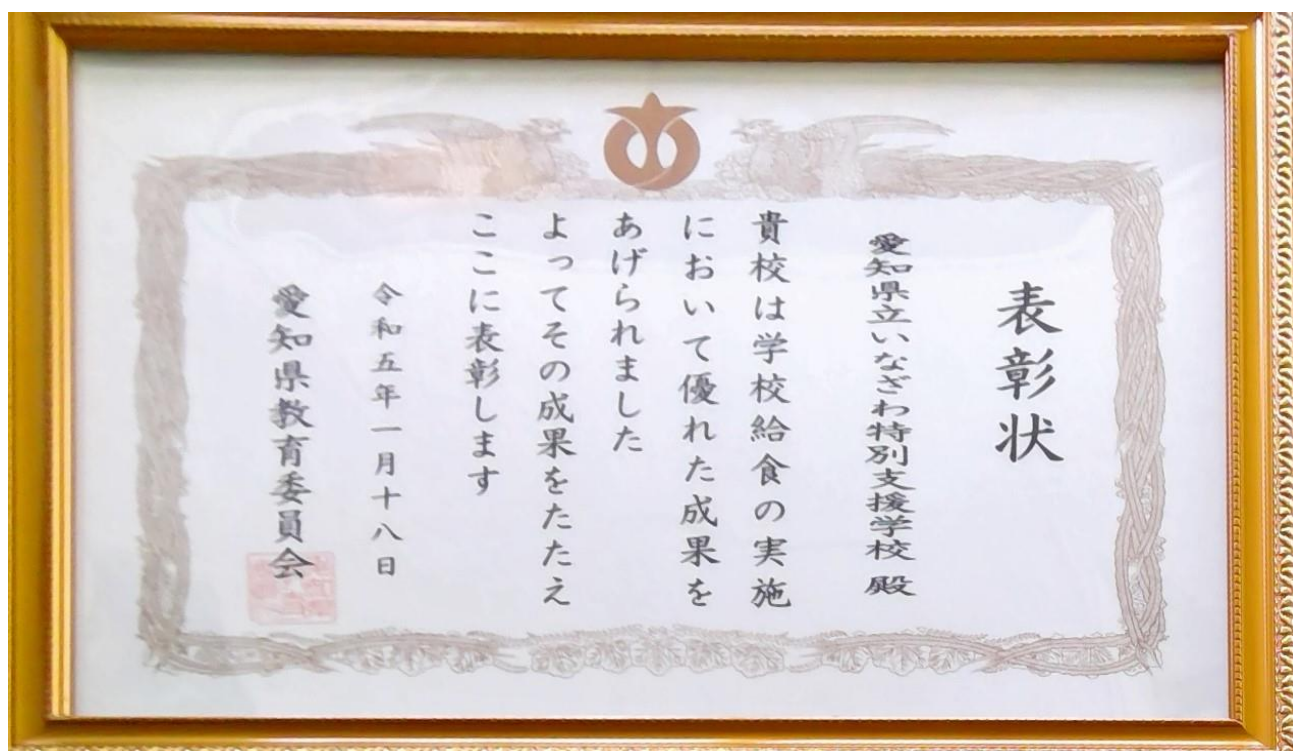 表彰状
愛知県立いなざわ特別支援学校 殿
貴校は学校給食の実施
において優れた成果を
あげられました
よってその成果をたたえ
ここに表彰します
令和五年一月十八日
愛知県教育委員会